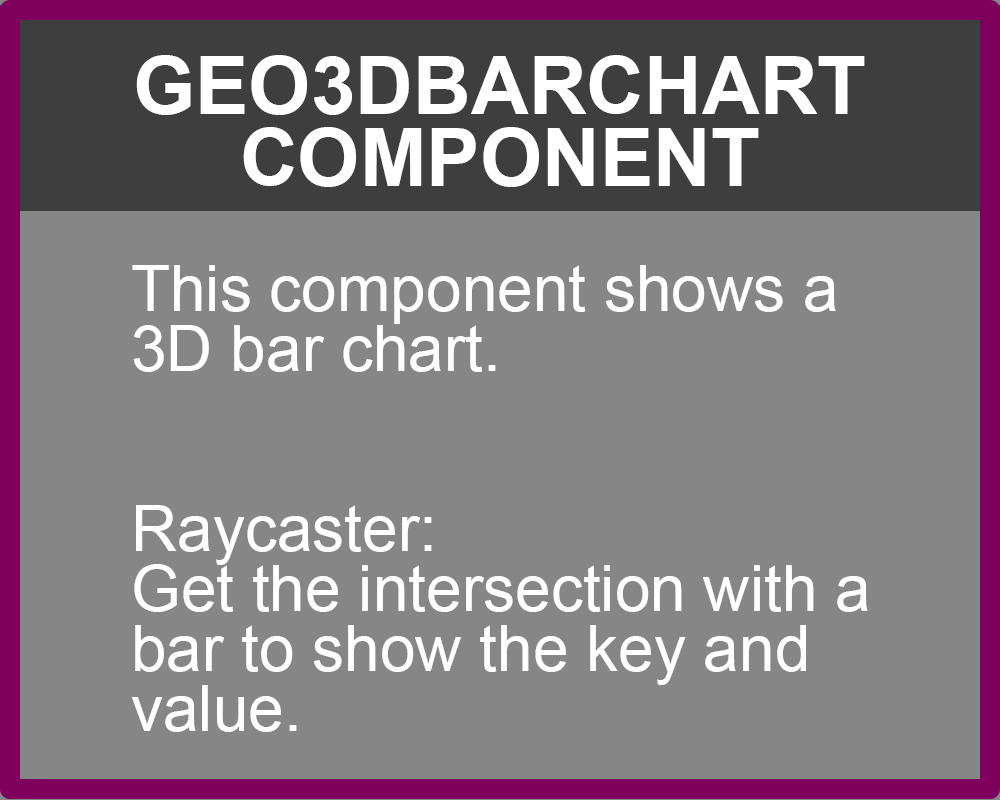 GEO3DBARCHART
COMPONENT
This component shows a
3D bar chart.
Raycaster:
Get the intersection with a
bar to show the key and
value.